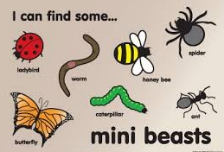 I can find some...
ladybird
worm
honey bee
spider
butterfly
caterpillar
ant
mini beasts